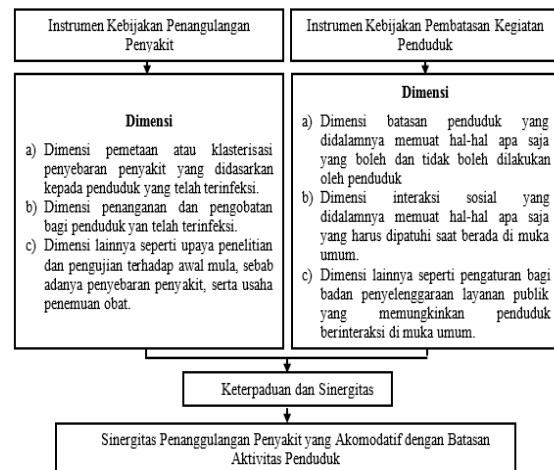 Instrumen Kebijakan Penangulangan
Penyakit
Instrumen Kebijakan Pembatasan Kegiatan
Penduduk
Dimensi
a) Dimensi pemetaan atau klasterisasi
penyebaran penyakit yang didasarkan
kepada penduduk yang telah terinfeksi.
b) Dimensi penanganan dan pengobatan
bagi penduduk yan telah terinfeksi.
c) Dimensi lainnya seperti upaya penelitian
dan pengujian terhadap awal mula, sebab
adanya penyebaran penyakit, serta usaha
penemuan obat.
Dimensi
a) Dimensi batasan penduduk yang
didalamnya memuat hal-hal apa saja
yang boleh dan tidak boleh dilakukan
oleh penduduk
b) Dimensi interaksi sosial yang
didalamnya memuat hal-hal apa saja
yang harus dipatuhi saat berada di muka
umum.
c) Dimensi lainnya seperti pengaturan bagi
badan penyelenggaraan layanan publik
yang memungkinkan penduduk
berinteraksi di muka umum.
Keterpaduan dan Sinergitas
Sinergitas Penanggulangan Penyakit yang Akomodatif dengan Batasan
Aktivitas Penduduk